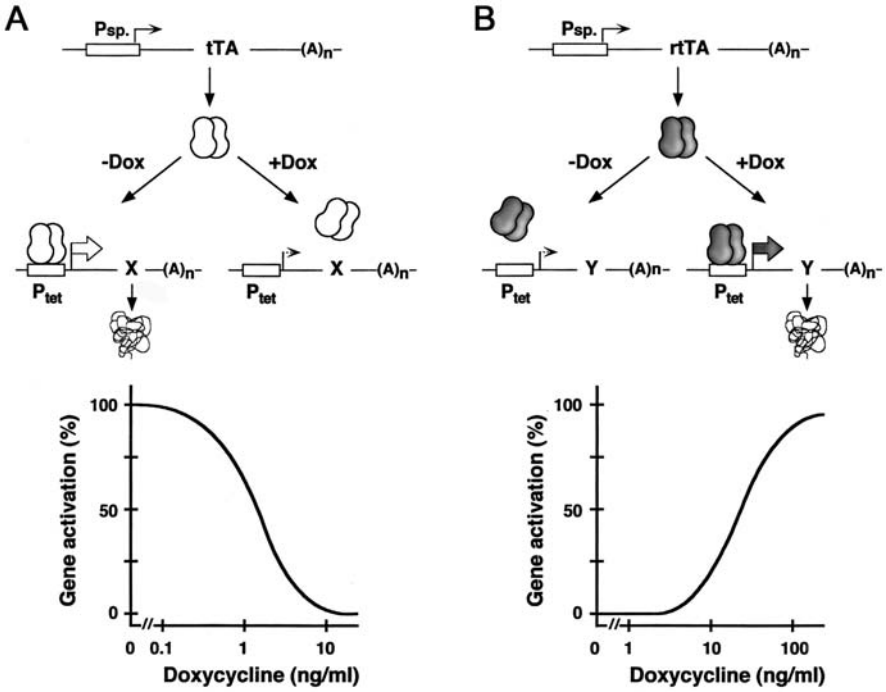 A
Psp.
tTA
(A)n-
-Dox
+Dox
X
(A)n-
X
(A)n-
Ptet
Ptet
Gene activation (%)
100
50
0
0
0.1
1
10
Doxycycline (ng/ml)
B
Psp.
rtTA
(A)n-
-Dox
+Dox
Y
(A)n-
Y
(A)n-
Ptet
Ptet
Gene activation (%)
100
50
0
0
1
10
100
Doxycycline (ng/ml)